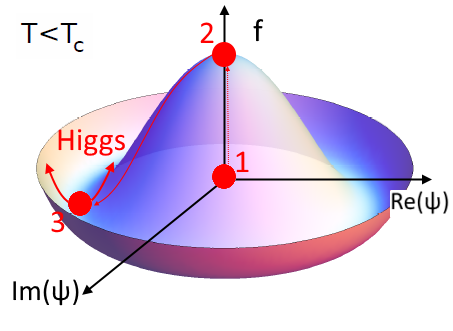 T<Tc
2
f
Higgs
1
3
Re(ψ)
Im(ψ)